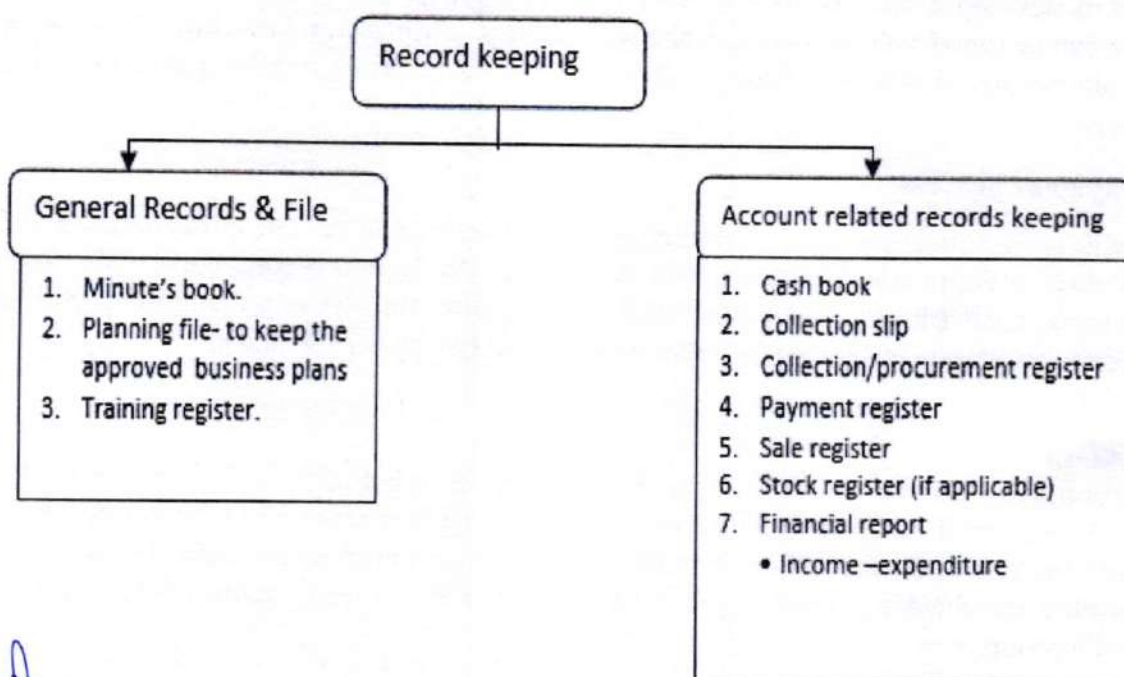 Record keeping
General Records & File
1. Minute's book.
2. Planning file- to keep the
approved business plans
3. Training register.
Account related records keeping
1. Cash book
2. Collection slip
3. Collection/procurement register
4. Payment register
5. Sale register
6. Stock register (if applicable)
7. Financial report
• Income –expenditure